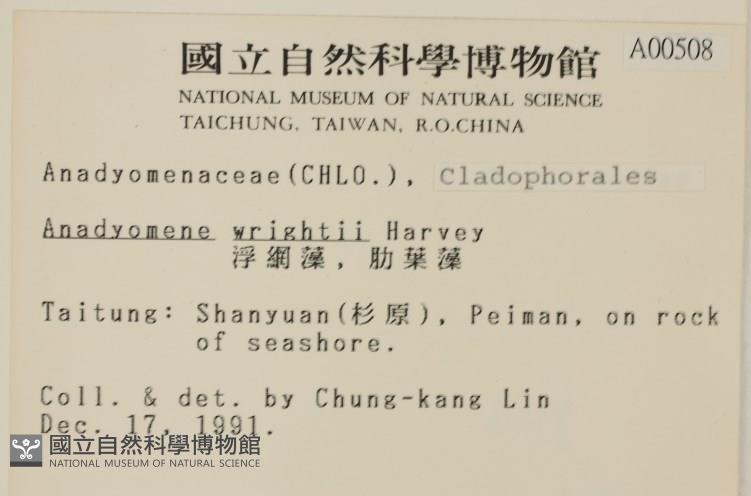 國立自然科學博物館
A00508
NATIONAL MUSEUM OF NATURAL SCIENCE
TAICHUNG, TAIWAN, R.O.CHINA
Anadyomenaceae(CHLO.), Cladophorales
Anadyomene wrightii Harvey
浮網藻, 肋葉藻
Taitung: Shanyuan(杉原), Peiman, on rock
of seashore.
Coll. & det. by Chung-kang Lin
Dec. 17, 1991.
國立自然科學博物館
NATIONAL MUSEUM OF NATURAL SCIENCE